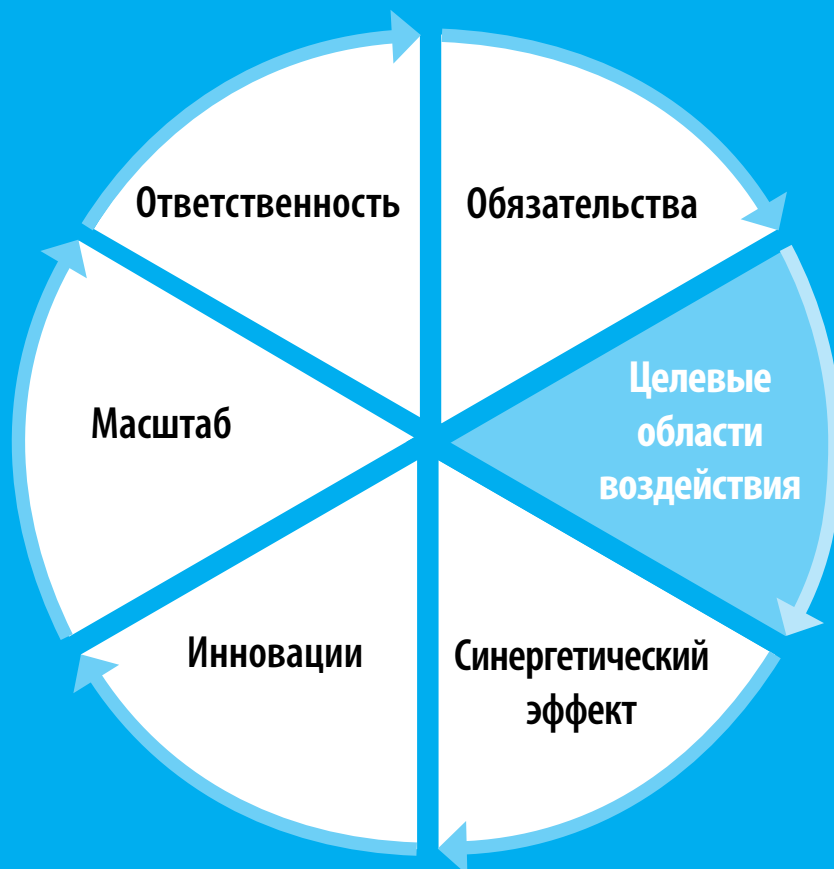 Ответственность
Обязательства
Целевые
области
воздействия
Масштаб
Инновации
Синергетический
эффект